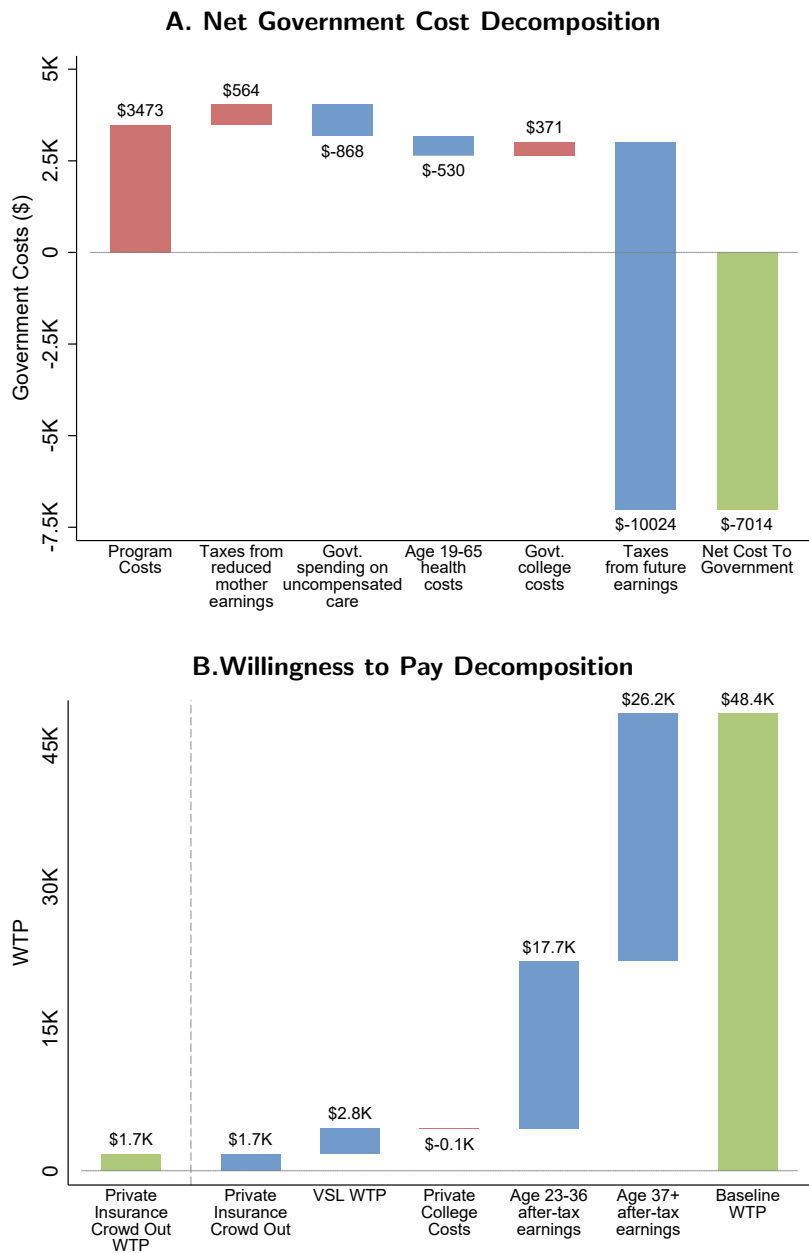 A. Net Government Cost Decomposition
Government Costs ($)
5K
2.5K
0
-2.5K
-5K
-7.5K
$3473
$564
$-868
$-530
$371
$-10024
$-7014
Program
Costs
Taxes from
reduced
mother
earnings
Govt.
spending on
uncompensated
care
Age 19-65
health
costs
Govt.
college
costs
Taxes
from future
earnings
Net Cost To
Government
B.Willingness to Pay Decomposition
WTP
45K
30K
15K
0
$1.7K
$1.7K
$2.8K
$-0.1K
$17.7K
$26.2K
$48.4K
Private
Insurance
Crowd Out
WTP
Private
Insurance
Crowd Out
VSL WTP
Private
College
Costs
Age 23-36
after-tax
earnings
Age 37+
after-tax
earnings
Baseline
WTP